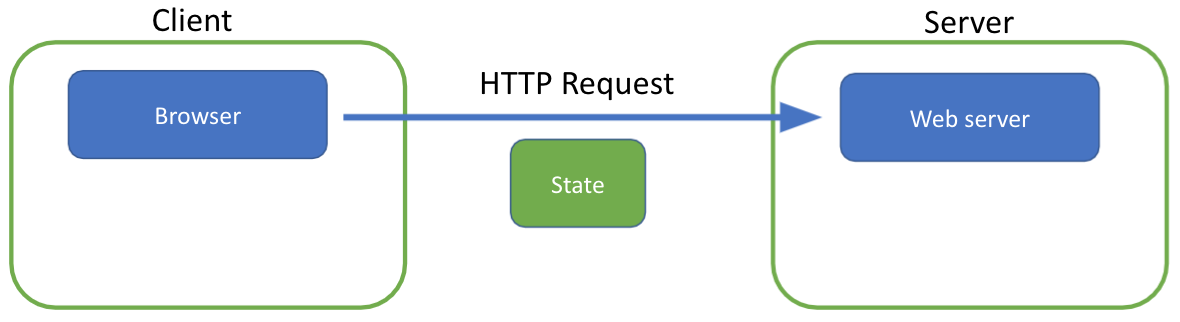 Client
Server
HTTP Request
Browser
Web server
State